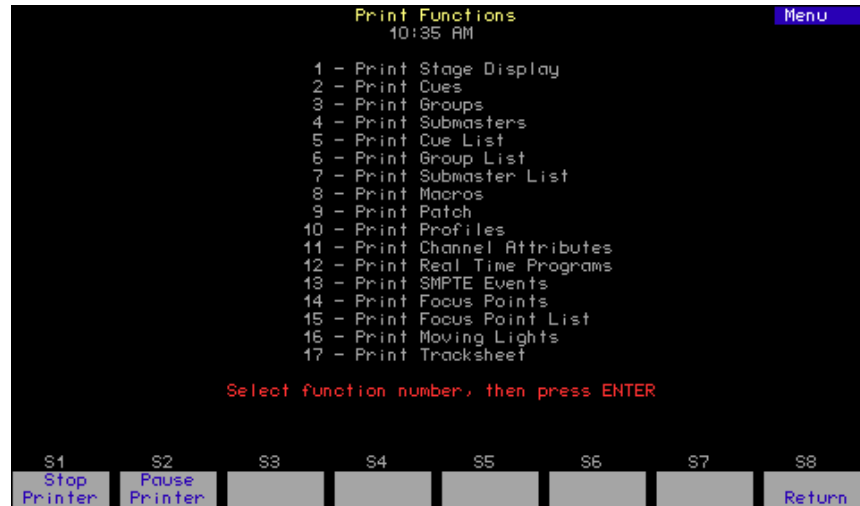 Print Functions
Menu
10:35 AM
1 - Print Stage Display
2 - Print Cues
3 - Print Groups
4 - Print Submasters
5 - Print Cue List
6 - Print Group List
7 - Print Submaster List
8 - Print Macros
9 - Print Patch
10 - Print Profiles
11 - Print Channel Attributes
12 - Print Real Time Programs
13 - Print SMPTE Events
14 - Print Focus Points
15 - Print Focus Point List
16 - Print Moving Lights
17 - Print Tracksheet
Select function number, then press ENTER
S1 S2 S3 S4 S5 S6 S7 S8
Stop Printer
Pause Printer
Return